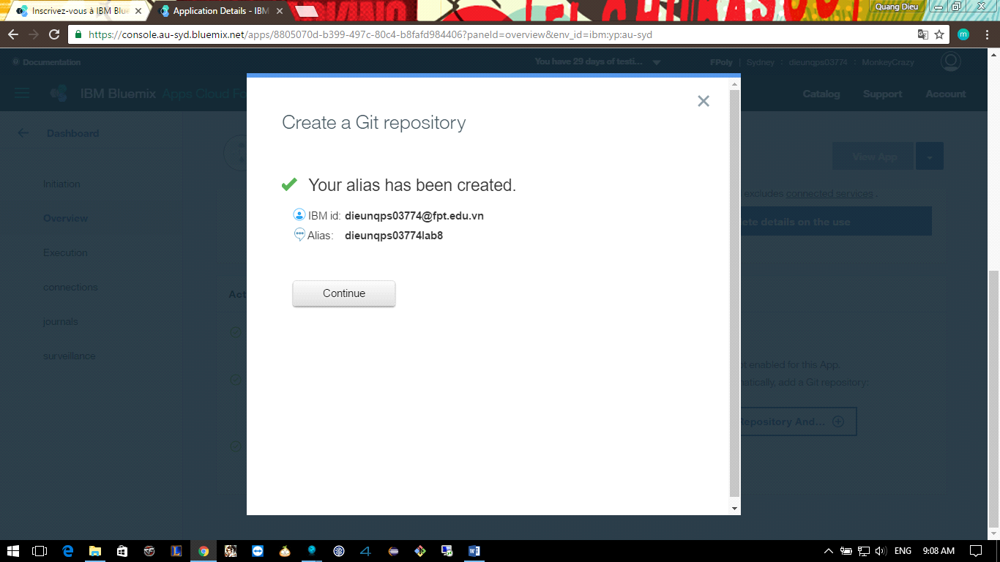 Inscrivez-vous à IBM Blue
Application Details - IBM
Quang Dieu
https://console.au-syd.bluemix.net/apps/8805070d-b399-497c-80c4-b8fafd984406?paneId=overview&env_id=ibm:yp:au-syd
m
Documentation
You have 29 days of testi...
FPoly | Sydney : dieunqps03774 : MonkeyCrazy
IBM Bluemix Apps Cloud Fo
Catalog Support Account
Dashboard
Initiation
Overview
Execution
connections
journals
surveillance
View App
excludes connected services .
ete details on the use
Act
ot enabled for this App.
matically, add a Git repository:
Repository And...
Create a Git repository
Your alias has been created.
IBM id: dieunqps03774@fpt.edu.vn
Alias: dieunqps03774lab8
Continue
ENG
9:08 AM